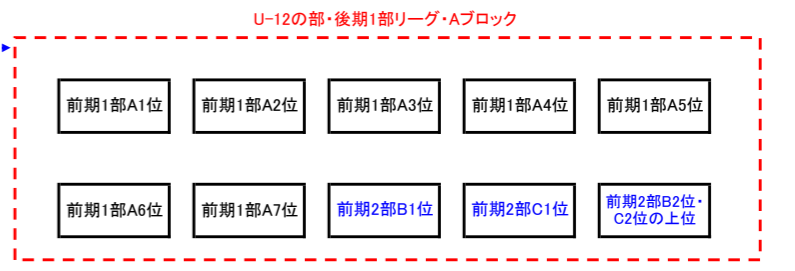 U-12の部・後期1部リーグ・Aブロック
前期1部A1位
前期1部A2位
前期1部A3位
前期1部A4位
前期1部A5位
前期1部A6位
前期1部A7位
前期2部B1位
前期2部C1位
前期2部B2位・
C2位の上位